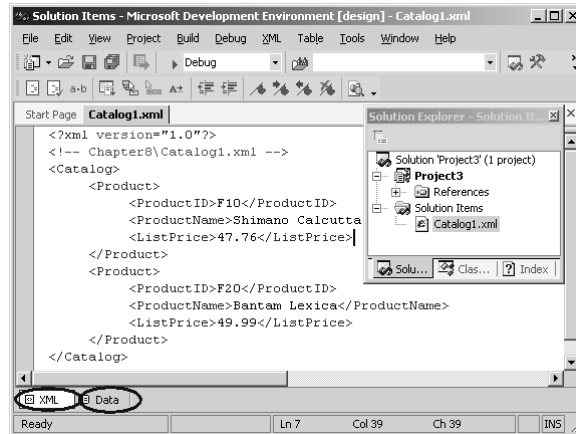 Solution Items - Microsoft Development Environment [design] - Catalog1.xml
File Edit View Project Build Debug XML Table Tools Window Help
Debug
a-b
Start Page Catalog1.xml
Solution Explorer - Solution It...
<?xml version="1.0"?>
<!-- Chapter8\Catalog1.xml -->
<Catalog>
<Product>
<ProductID>F10</ProductID>
<ProductName>Shimano Calcutta
<ListPrice>47.76</ListPrice>
</Product>
<Product>
<ProductID>F20</ProductID>
<ProductName>Bantam Lexica</ProductName>
<ListPrice>49.99</ListPrice>
</Product>
</Catalog>
Solution 'Project3' (1 project)
Project3
References
Solution Items
Catalog1.xml
Solu... Clas... Index
XML Data
Ready Ln 7 Col 39 Ch 39 INS